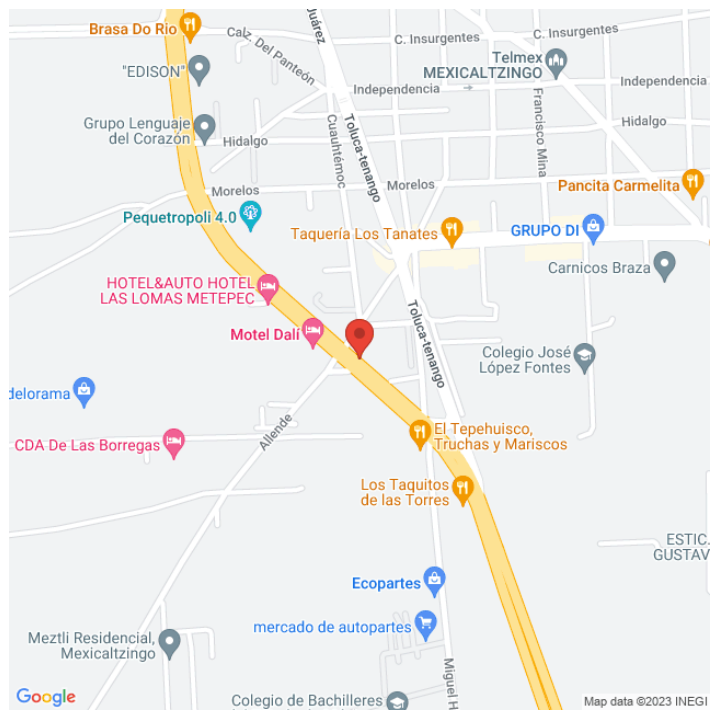 Brasa Do Rio
Calz. Del Panteón
Juárez
C. Insurgentes
C. Insurgentes
Telmex
MEXICALTZINGO
"EDISON"
Independencia
Independencia
Grupo Lenguaje
del Corazón
Hidalgo
Hidalgo
Cuauhtémoc
Toluca-tenango
Francisco Mina
Morelos
Morelos
Pancita Carmelita
Pequetropoli 4.0
Taquería Los Tanates
GRUPO DI
Carnicos Braza
HOTEL&AUTO HOTEL
LAS LOMAS METEPEC
Motel Dalí
Toluca-tenango
Colegio José
López Fontes
delorama
Allende
CDA De Las Borregas
El Tepehuisco,
Truchas y Mariscos
Los Taquitos
de las Torres
ESTIC.
GUSTAV
Ecopartes
mercado de autopartes
Meztli Residencial,
Mexicaltzingo
Miguel H
Colegio de Bachilleres
Google
Map data ©2023 INEGI